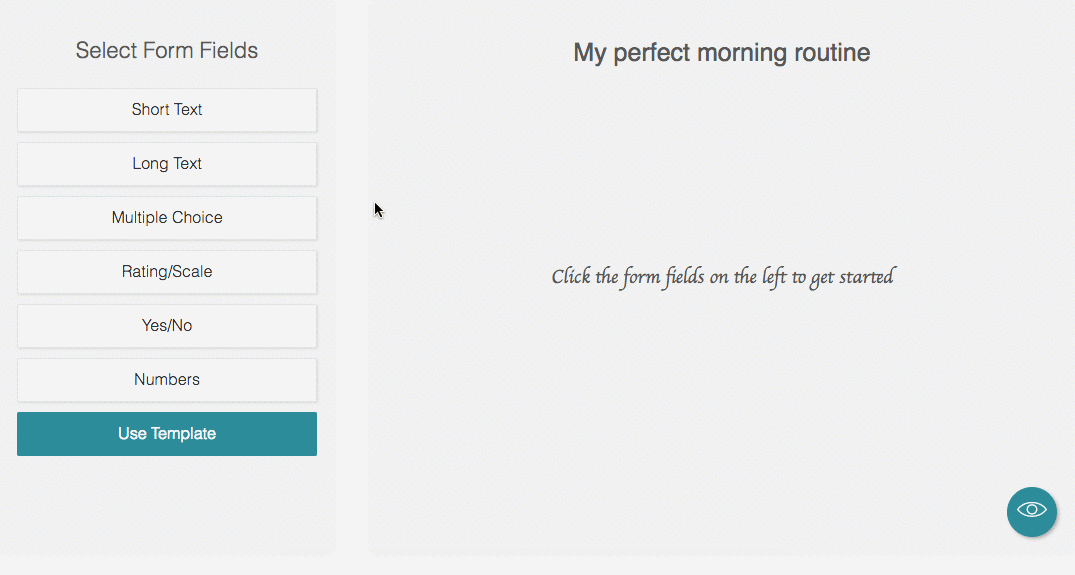 Select Form Fields
Short Text
Long Text
Multiple Choice
Rating/Scale
Yes/No
Numbers
Use Template
My perfect morning routine
Click the form fields on the left to get started